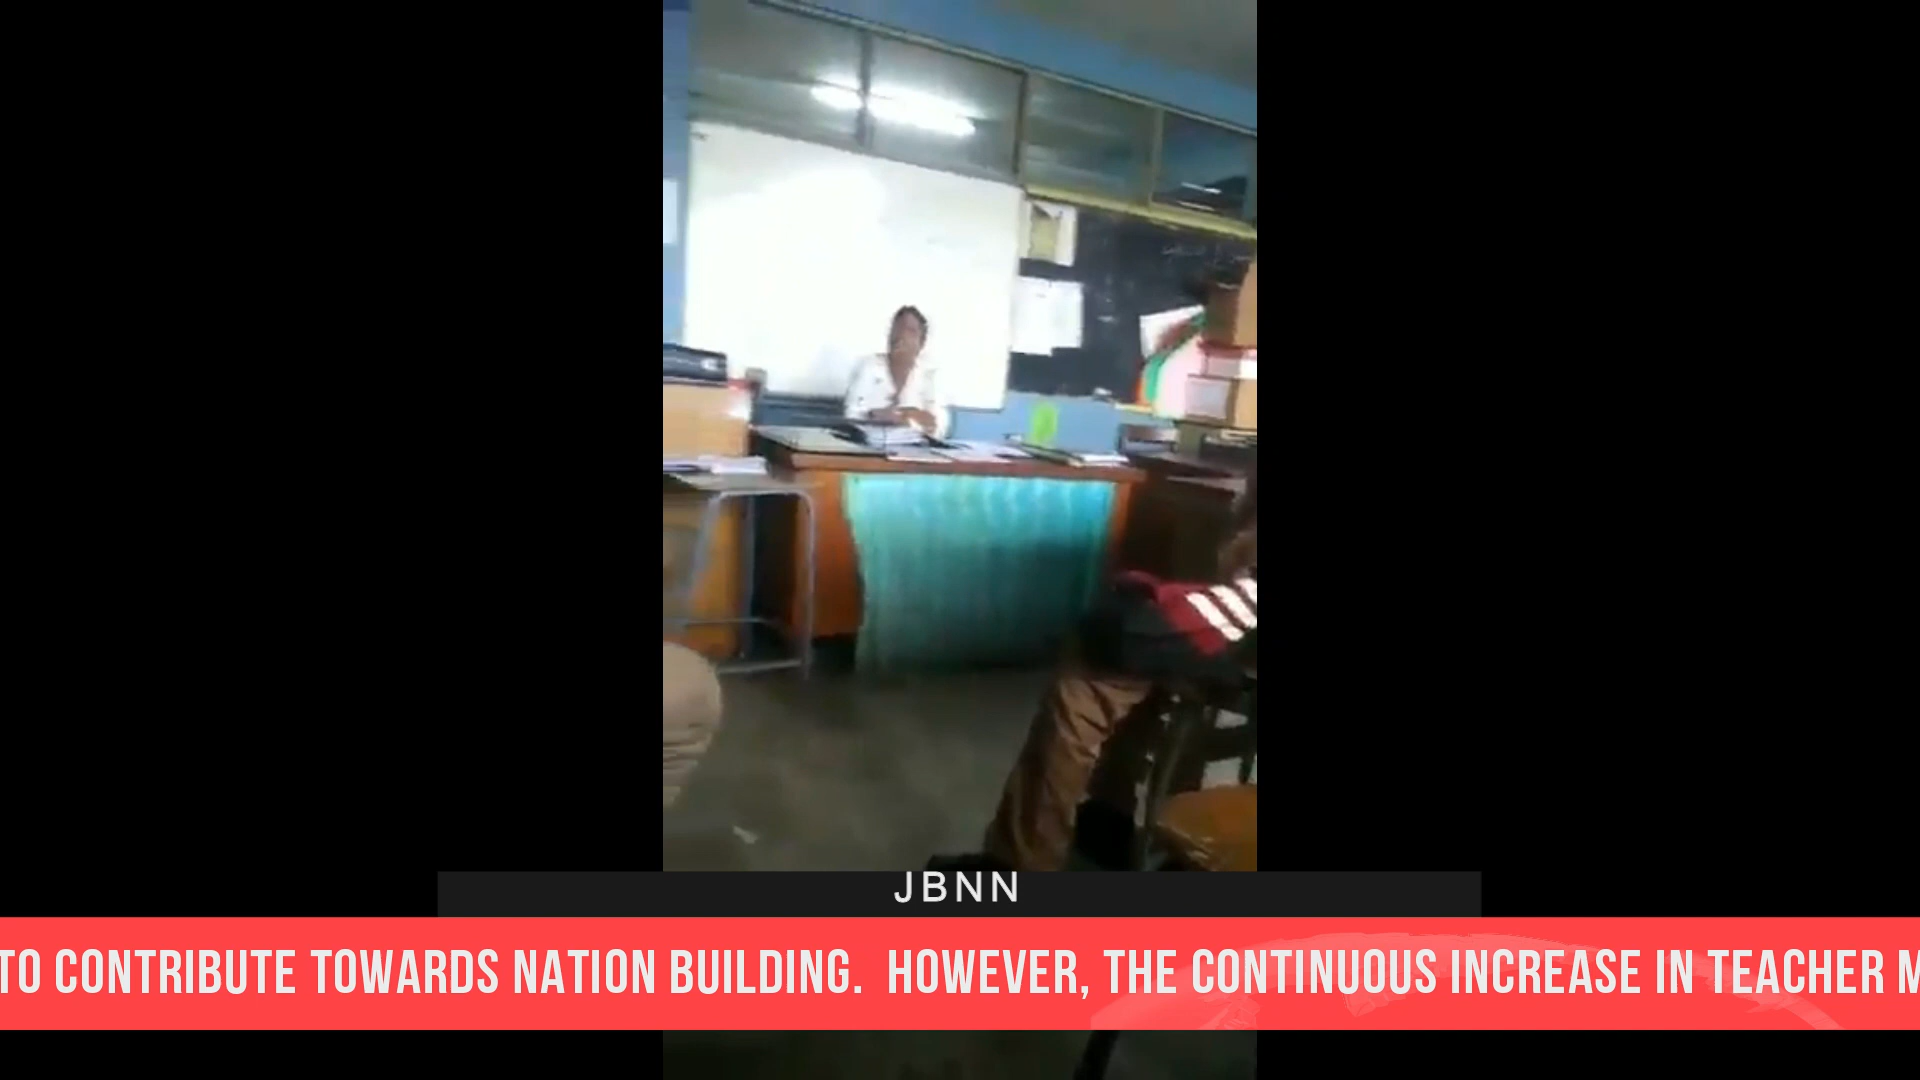 JBNN
TO CONTRIBUTE TOWARDS NATION BUILDING. HOWEVER, THE CONTINUOUS INCREASE IN TEACHER M